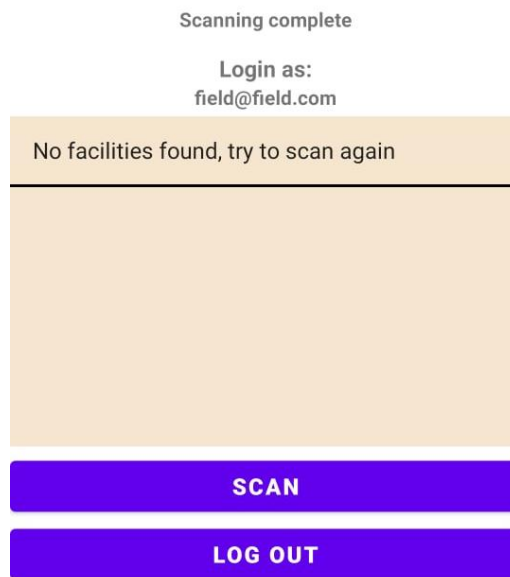 Scanning complete
Login as:
field@field.com
No facilities found, try to scan again
SCAN
LOG OUT